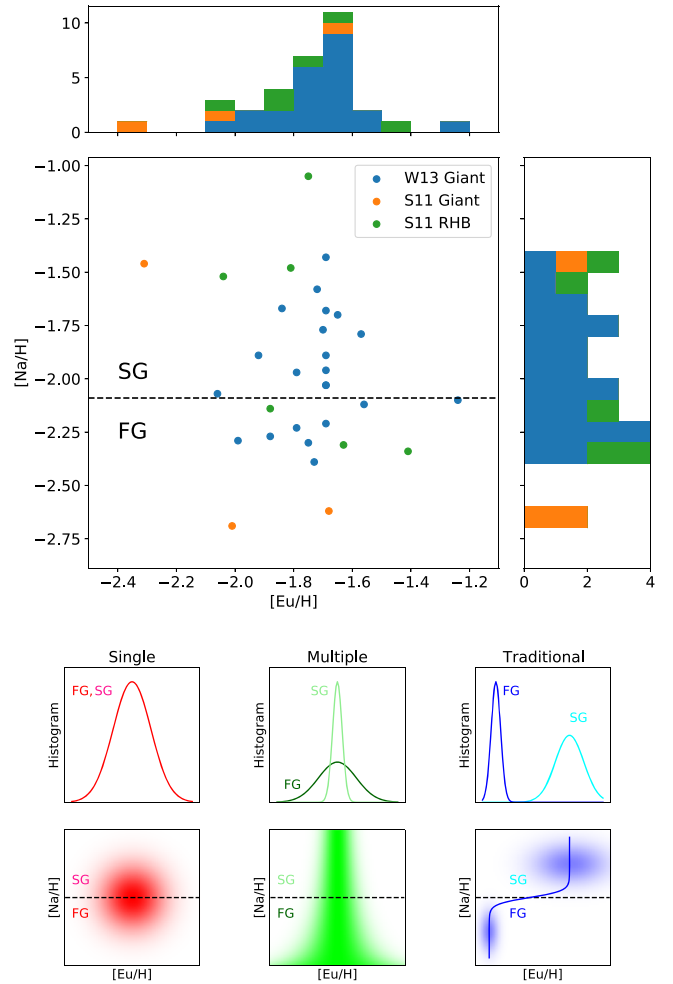 10
5
0
−1.00
−1.25
−1.50
−1.75
−2.00
−2.25
−2.50
−2.75
[Na/H]
W13 Giant
S11 Giant
S11 RHB
SG
FG
−2.4 −2.2 −2.0 −1.8 −1.6 −1.4 −1.2
[Eu/H]
0 2 4
Single Multiple Traditional
Histogram
FG, SG
Histogram
SG
FG
Histogram
FG
SG
[Na/H]
SG
FG
[Eu/H]
[Na/H]
SG
FG
[Eu/H]
[Na/H]
SG
FG
[Eu/H]